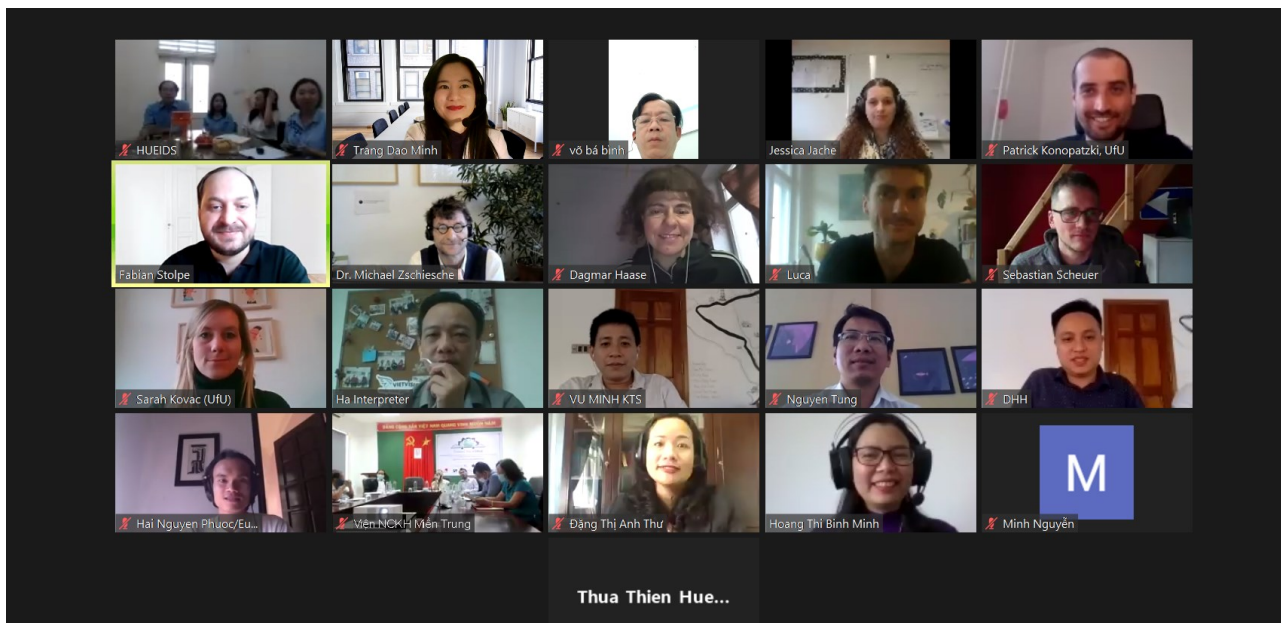 HUEIDS
Trang Dao Minh
võ bá bình
Jessica Jache
Patrick Konopatzki, UfU
Fabian Stolpe
Dr. Michael Zschiesche
Dagmar Haase
Luca
Sebastian Scheuer
Sarah Kovac (UfU)
Ha Interpreter
VU MINH KTS
Nguyen Tung
DHH
Hai Nguyen Phuoc/Eu...
Viện NCKH Miền Trung
Đặng Thị Anh Thư
Hoang Thi Binh Minh
M
Minh Nguyễn
Thua Thien Hue...